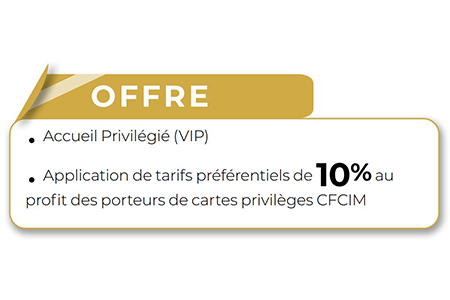 OFFRE
• Accueil Privilégié (VIP)
• Application de tarifs préférentiels de 10% au
profit des porteurs de cartes privilèges CFCIM